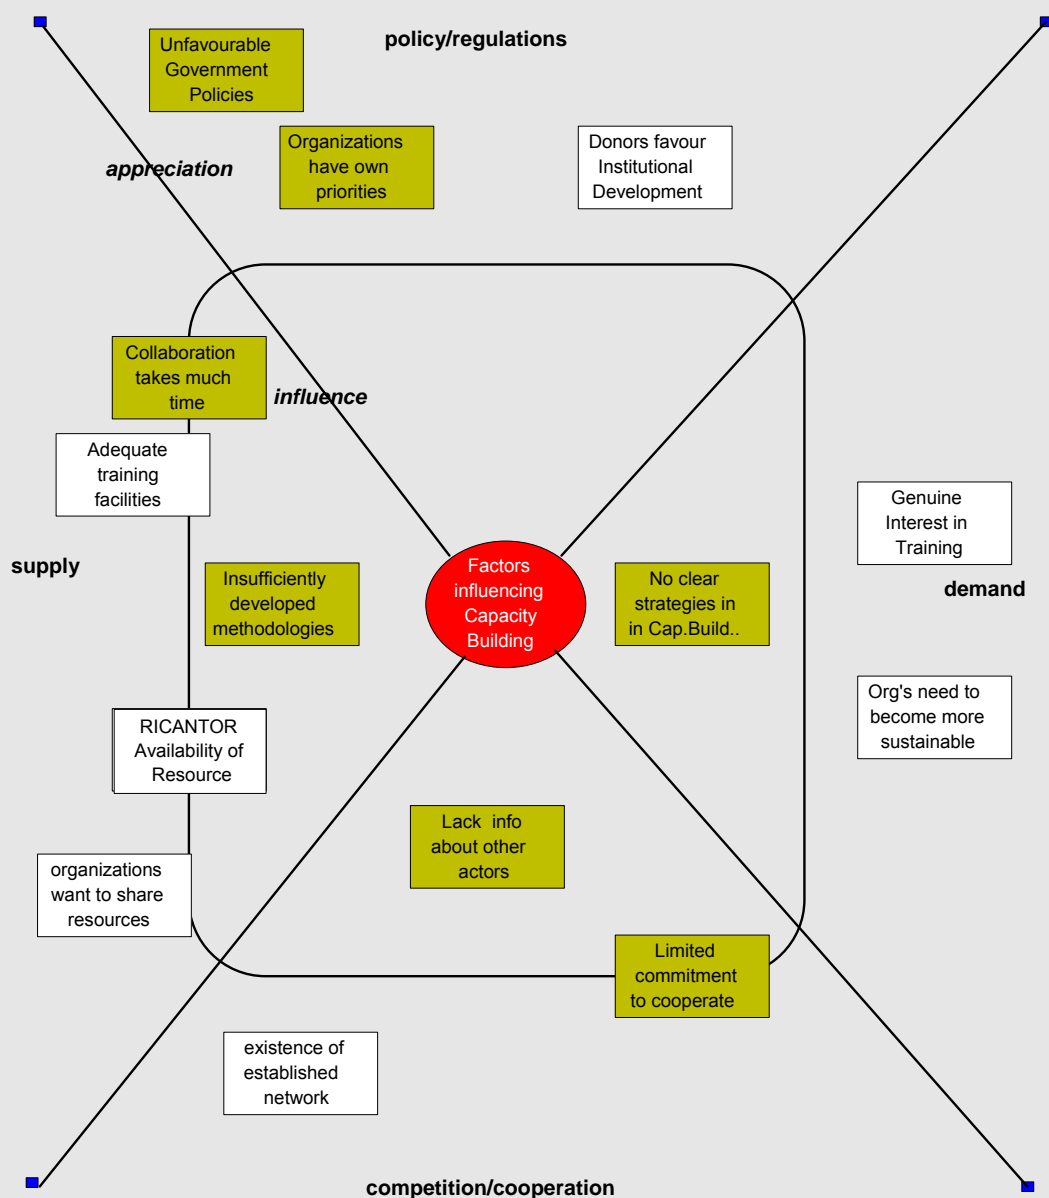 policy/regulations
Unfavourable
Government
Policies
Organizations
have own
priorities
Donors favour
Institutional
Development
appreciation
Collaboration
takes much
time
influence
Adequate
training
facilities
supply
Genuine
Interest in
Training
demand
Factors
influencing
Capacity
Building
Insufficiently
developed
methodologies
No clear
strategies in
in Cap.Build..
Org's need to
become more
sustainable
RICANTOR
Availability of
Resource
Lack info
about other
actors
organizations
want to share
resources
Limited
commitment
to cooperate
existence of
established
network
competition/cooperation